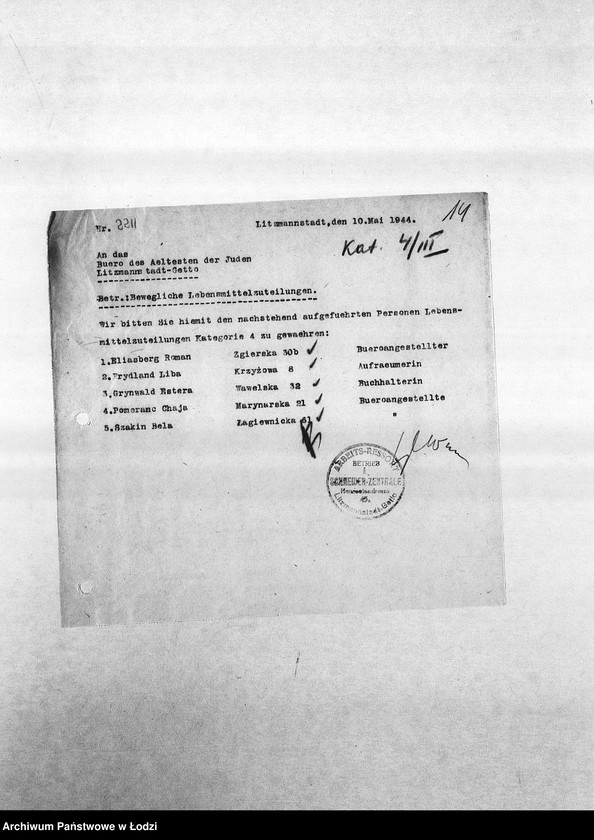 Nr.
Litzmannstadt,den 10.Mai 1944.
14
Kat. 4/III
An das
Buero des Aeltesten der Juden
Litzmannstadt-Getto
Betr.:Bewegliche Lebensmittelzuteilungen.
Wir bitten Sie hiemit den nachstehend aufgefuehrten Personen Lebens-
mittelzuteilungen Kategorie 4 zu gewaehren:
1.Eliasberg Roman Zgierska 30b ✓ Bueroangestellter
2.Frydland Liba Krzyżowa 8 ✓ Aufraeumerin
3.Grynwald Estera Wawelska 32 ✓ Buchhalterin
4.Pomeranc Chaja Marynarska 21 ✓ Bueroangestellte
5.Szakin Bela Łagiewnicka ✓ "
ARBEITS-RESSORT
BETRIEB
I.
SCHNEIDER-ZENTRALE
Litzmannstadt-Getto
Archiwum Państwowe w Łodzi